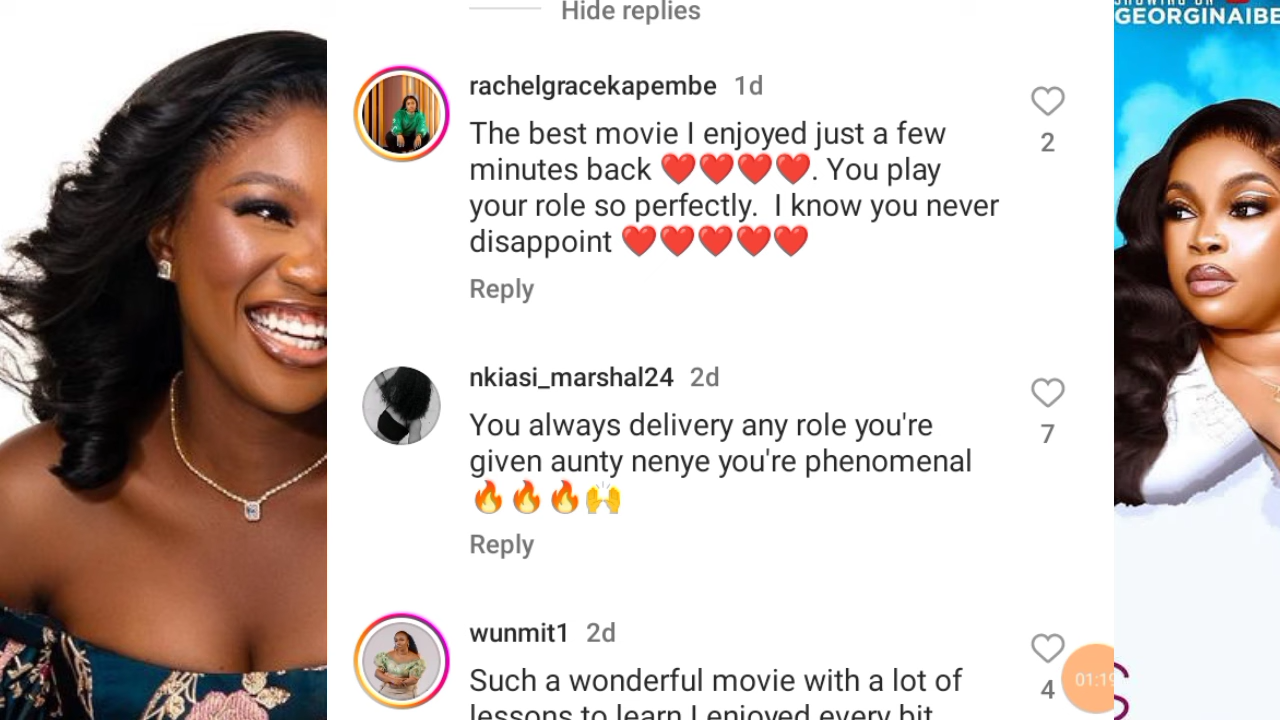 Hide replies
GEORGINAIBE
rachelgracekapembe 1d
The best movie I enjoyed just a few
minutes back ❤️❤️❤️❤️. You play
your role so perfectly.  I know you never
disappoint ❤️❤️❤️❤️❤️
2
Reply
nkiasi_marshal24 2d
You always delivery any role you're
given aunty nenye you're phenomenal
🔥🔥🔥🙌
7
Reply
wunmit1 2d
Such a wonderful movie with a lot of
lessons to learn I enjoyed every bit
4
01:19